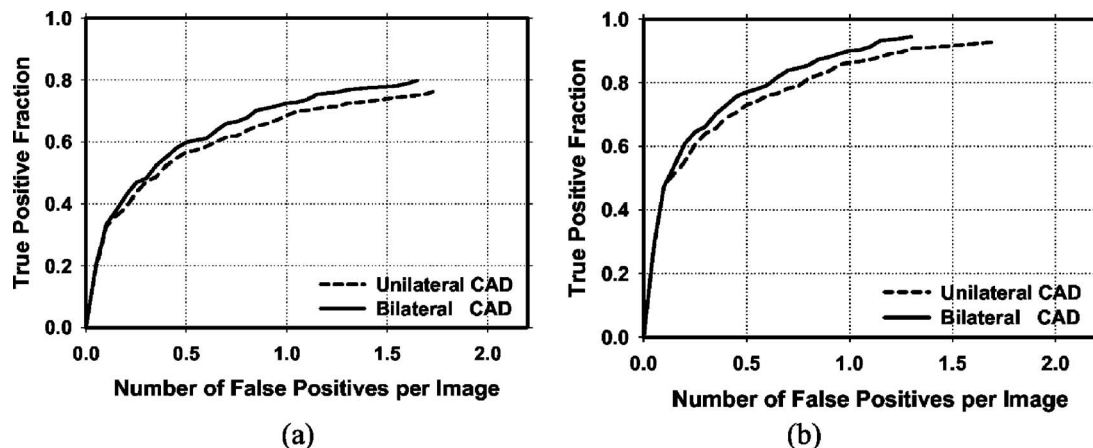 1.0
0.8
0.6
0.4
0.2
0.0
True Positive Fraction
Unilateral CAD
Bilateral CAD
0.0 0.5 1.0 1.5 2.0
Number of False Positives per Image
(a)
1.0
0.8
0.6
0.4
0.2
0.0
True Positive Fraction
Unilateral CAD
Bilateral CAD
0.0 0.5 1.0 1.5 2.0
Number of False Positives per Image
(b)